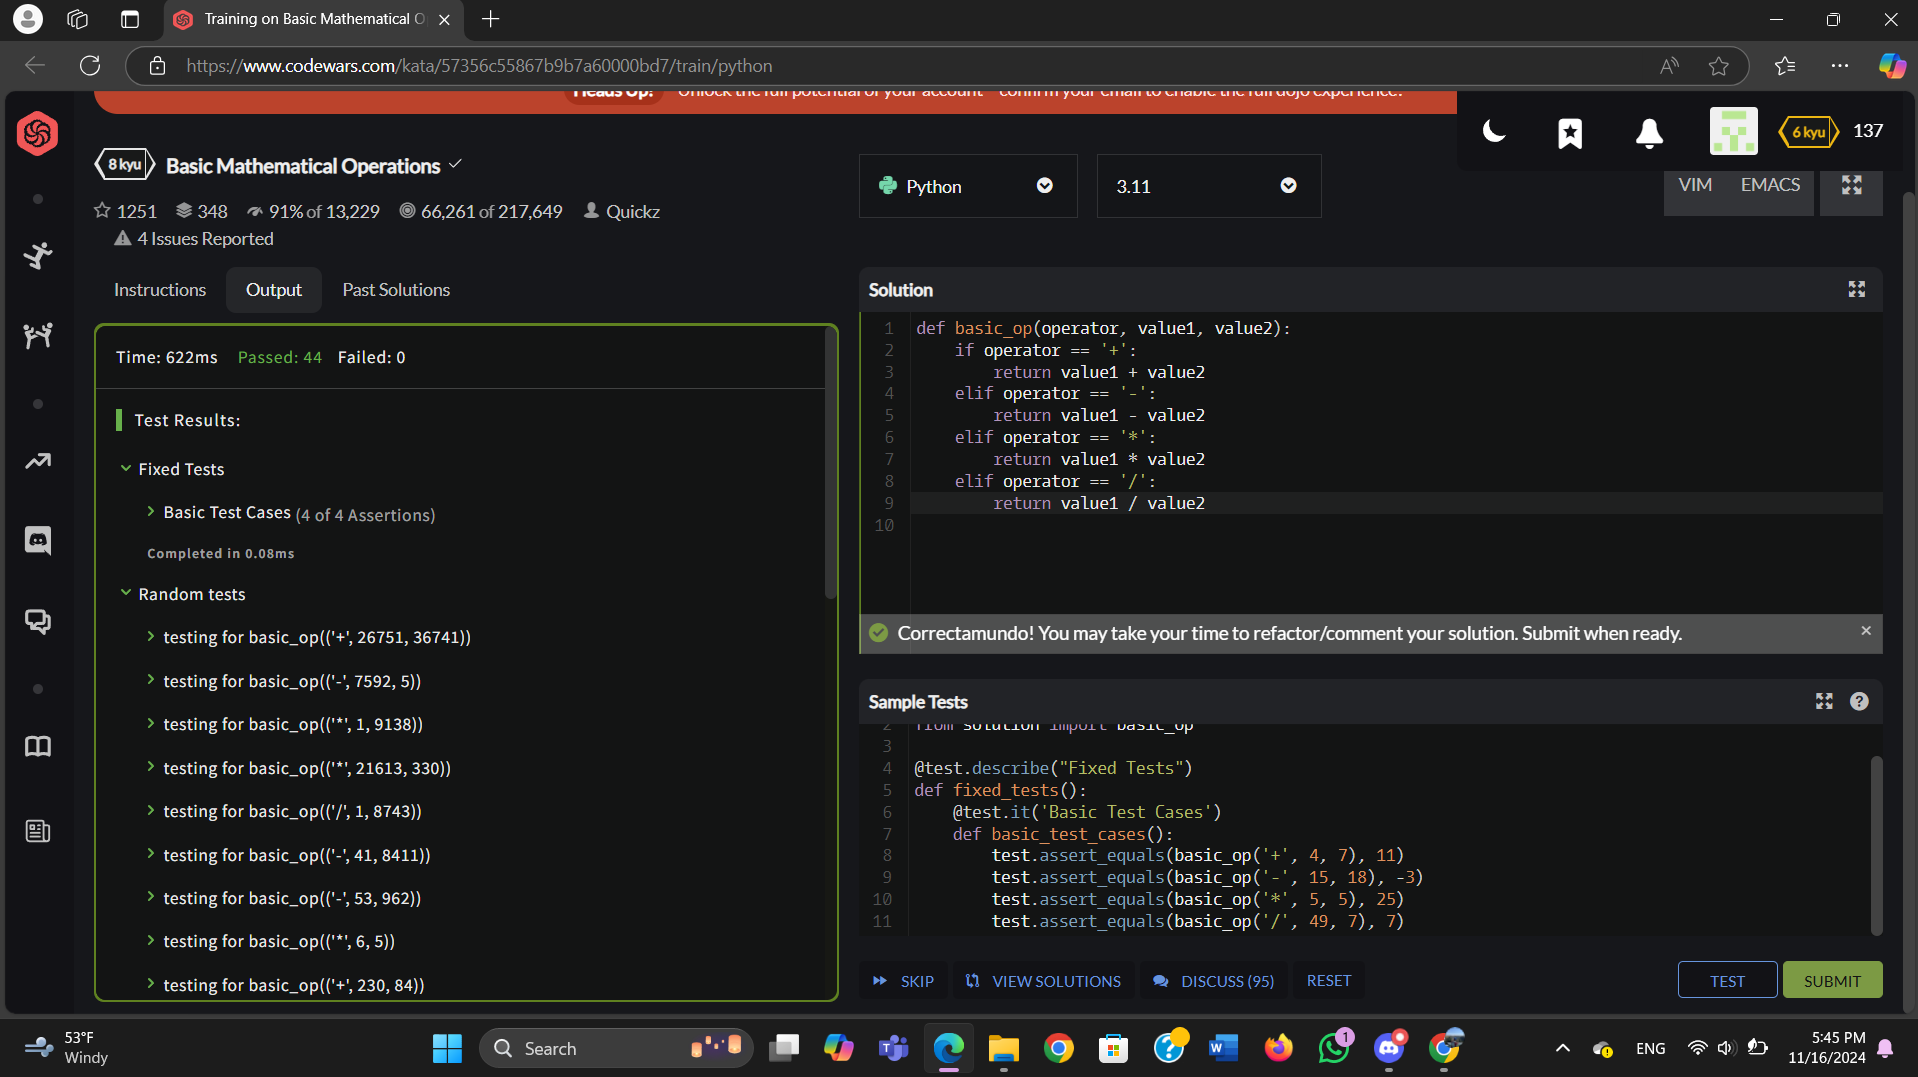 Training on Basic Mathematical O
https://www.codewars.com/kata/57356c55867b9b7a60000bd7/train/python
Heads Up! Unlock the full potential of your account - confirm your email to enable the full dojo experience.
6 kyu 137
8 kyu Basic Mathematical Operations
1251 348 91% of 13,229 66,261 of 217,649 Quickz
4 Issues Reported
Python
3.11
VIM EMACS
Instructions Output Past Solutions
Time: 622ms Passed: 44 Failed: 0
Test Results:
Fixed Tests
Basic Test Cases (4 of 4 Assertions)
Completed in 0.08ms
Random tests
testing for basic_op(('+', 26751, 36741))
testing for basic_op(('-', 7592, 5))
testing for basic_op(('*', 1, 9138))
testing for basic_op(('*', 21613, 330))
testing for basic_op(('/', 1, 8743))
testing for basic_op(('-', 41, 8411))
testing for basic_op(('-', 53, 962))
testing for basic_op(('*', 6, 5))
testing for basic_op(('+', 230, 84))
Solution
1 def basic_op(operator, value1, value2):
2 if operator == '+':
3 return value1 + value2
4 elif operator == '-':
5 return value1 - value2
6 elif operator == '*':
7 return value1 * value2
8 elif operator == '/':
9 return value1 / value2
10
Correctamundo! You may take your time to refactor/comment your solution. Submit when ready.
Sample Tests
2 from solution import basic_op
3
4 @test.describe("Fixed Tests")
5 def fixed_tests():
6 @test.it('Basic Test Cases')
7 def basic_test_cases():
8 test.assert_equals(basic_op('+', 4, 7), 11)
9 test.assert_equals(basic_op('-', 15, 18), -3)
10 test.assert_equals(basic_op('*', 5, 5), 25)
11 test.assert_equals(basic_op('/', 49, 7), 7)
SKIP VIEW SOLUTIONS DISCUSS (95) RESET TEST SUBMIT
53°F
Windy
Search
1
ENG
5:45 PM
11/16/2024